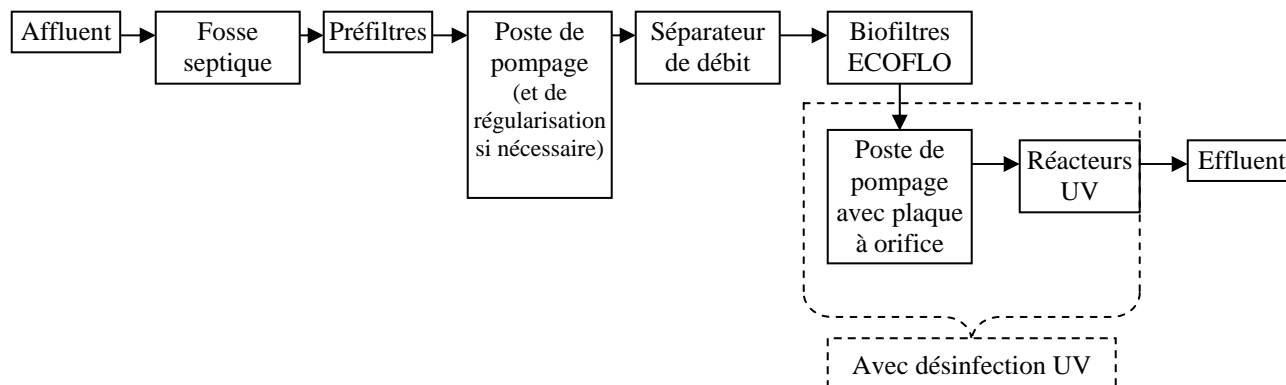 Affluent
Fosse
septique
Préfiltres
Poste de
pompage
(et de
régularisation
si nécessaire)
Séparateur
de débit
Biofiltres
ECOFLO
Poste de
pompage
avec plaque
à orifice
Réacteurs
UV
Effluent
Avec désinfection UV